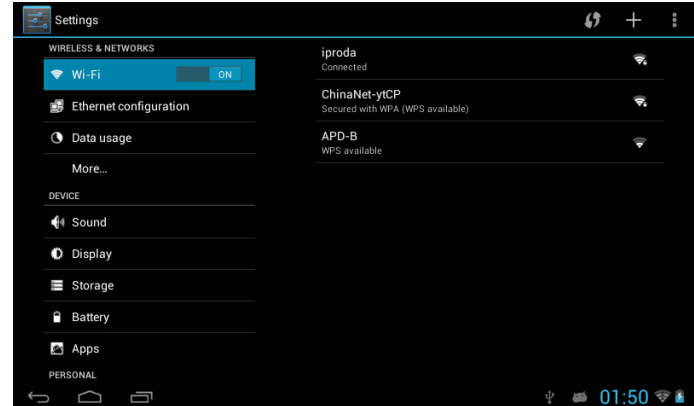 Settings
WIRELESS & NETWORKS
Wi-Fi ON
Ethernet configuration
Data usage
More...
DEVICE
Sound
Display
Storage
Battery
Apps
PERSONAL
iproda
Connected
ChinaNet-ytCP
Secured with WPA (WPS available)
APD-B
WPS available
01:50